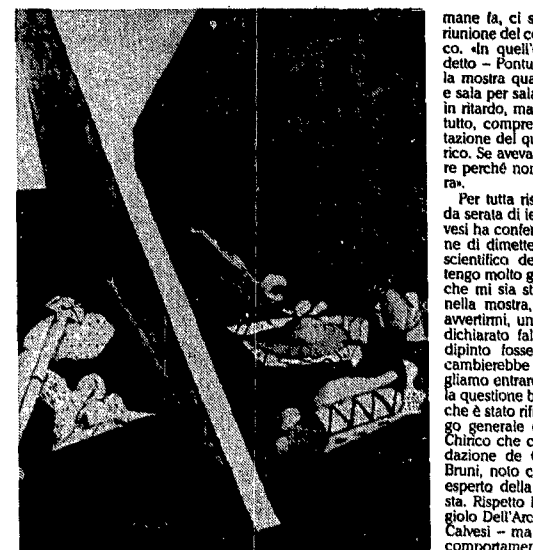 mane fa, ci s
riunione del co
co. «In quell'
detto – Pontu
la mostra qua
e sala per sala
in ritardo, ma
tutto, compre
tazione del qu
rico. Se aveva
re perché non
ra».
Per tutta ris
da serata di ie
vesi ha confer
ne di dimette
scientifico de
tengo molto g
che mi sia st
nella mostra,
avvertirmi, un
dichiarato fal
dipinto fosse
cambierebbe
gliamo entrare
la questione b
che è stato rifi
go generale 
Chirico che c
dazione de 
Bruni, noto c
esperto della
sta. Rispetto l
giolo Dell'Arc
Calvesi – ma
comportamen